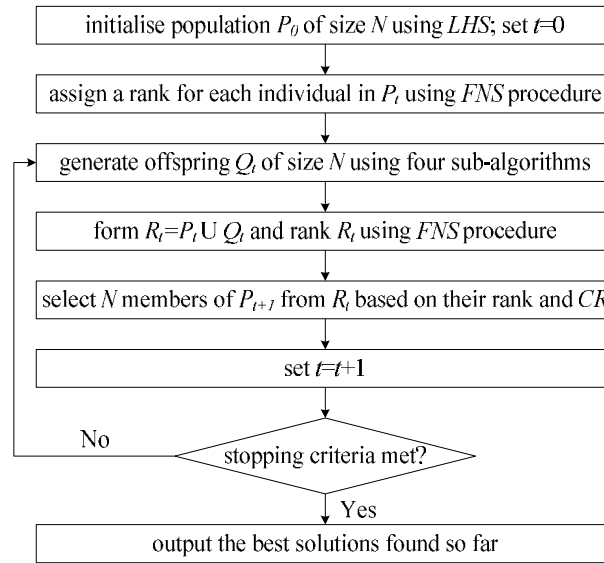 initialise population P0 of size N using LHS; set t=0
assign a rank for each individual in Pt using FNS procedure
generate offspring Qt of size N using four sub-algorithms
form Rt=Pt U Qt and rank Rt using FNS procedure
select N members of Pt+1 from Rt based on their rank and CR
set t=t+1
No
stopping criteria met?
Yes
output the best solutions found so far